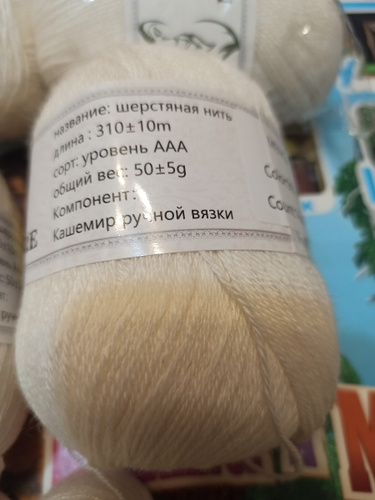 название: шерстяная нить
длина : 310±10m
сорт: уровень ААА
общий вес: 50±5g
Компонент:
Кашемир ручной вязки